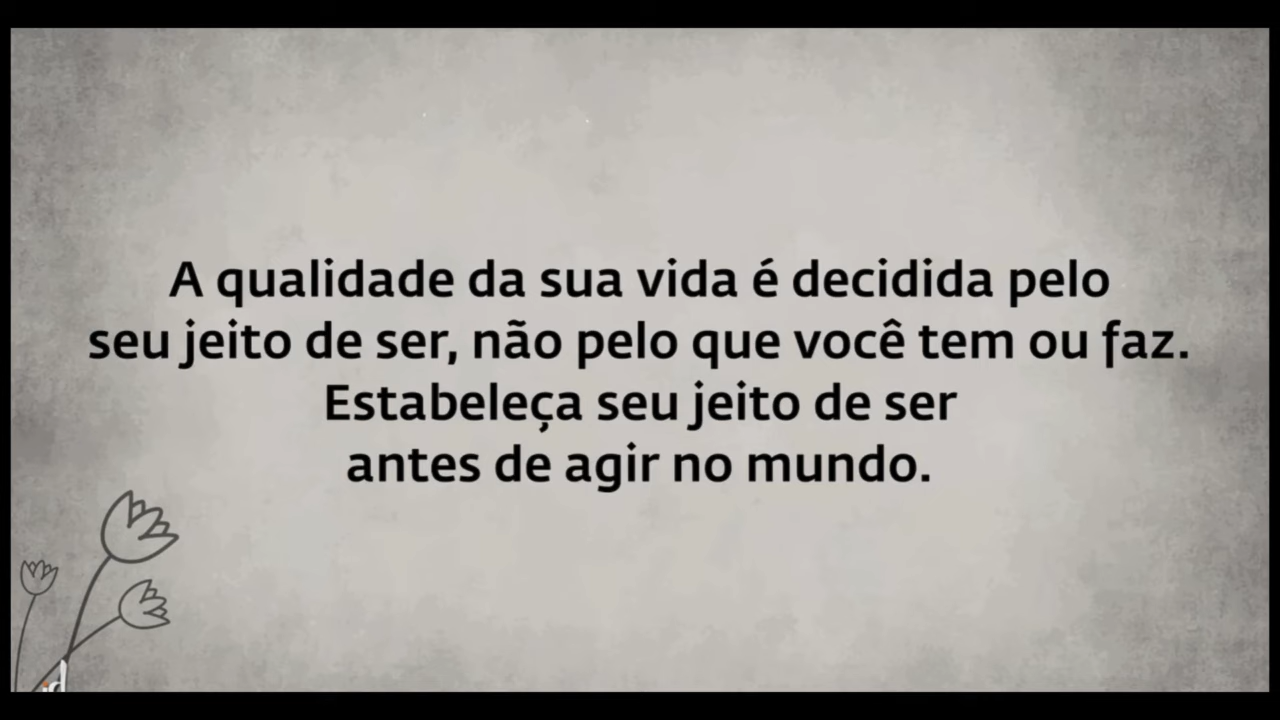 A qualidade da sua vida é decidida pelo
seu jeito de ser, não pelo que você tem ou faz.
Estabeleça seu jeito de ser
antes de agir no mundo.